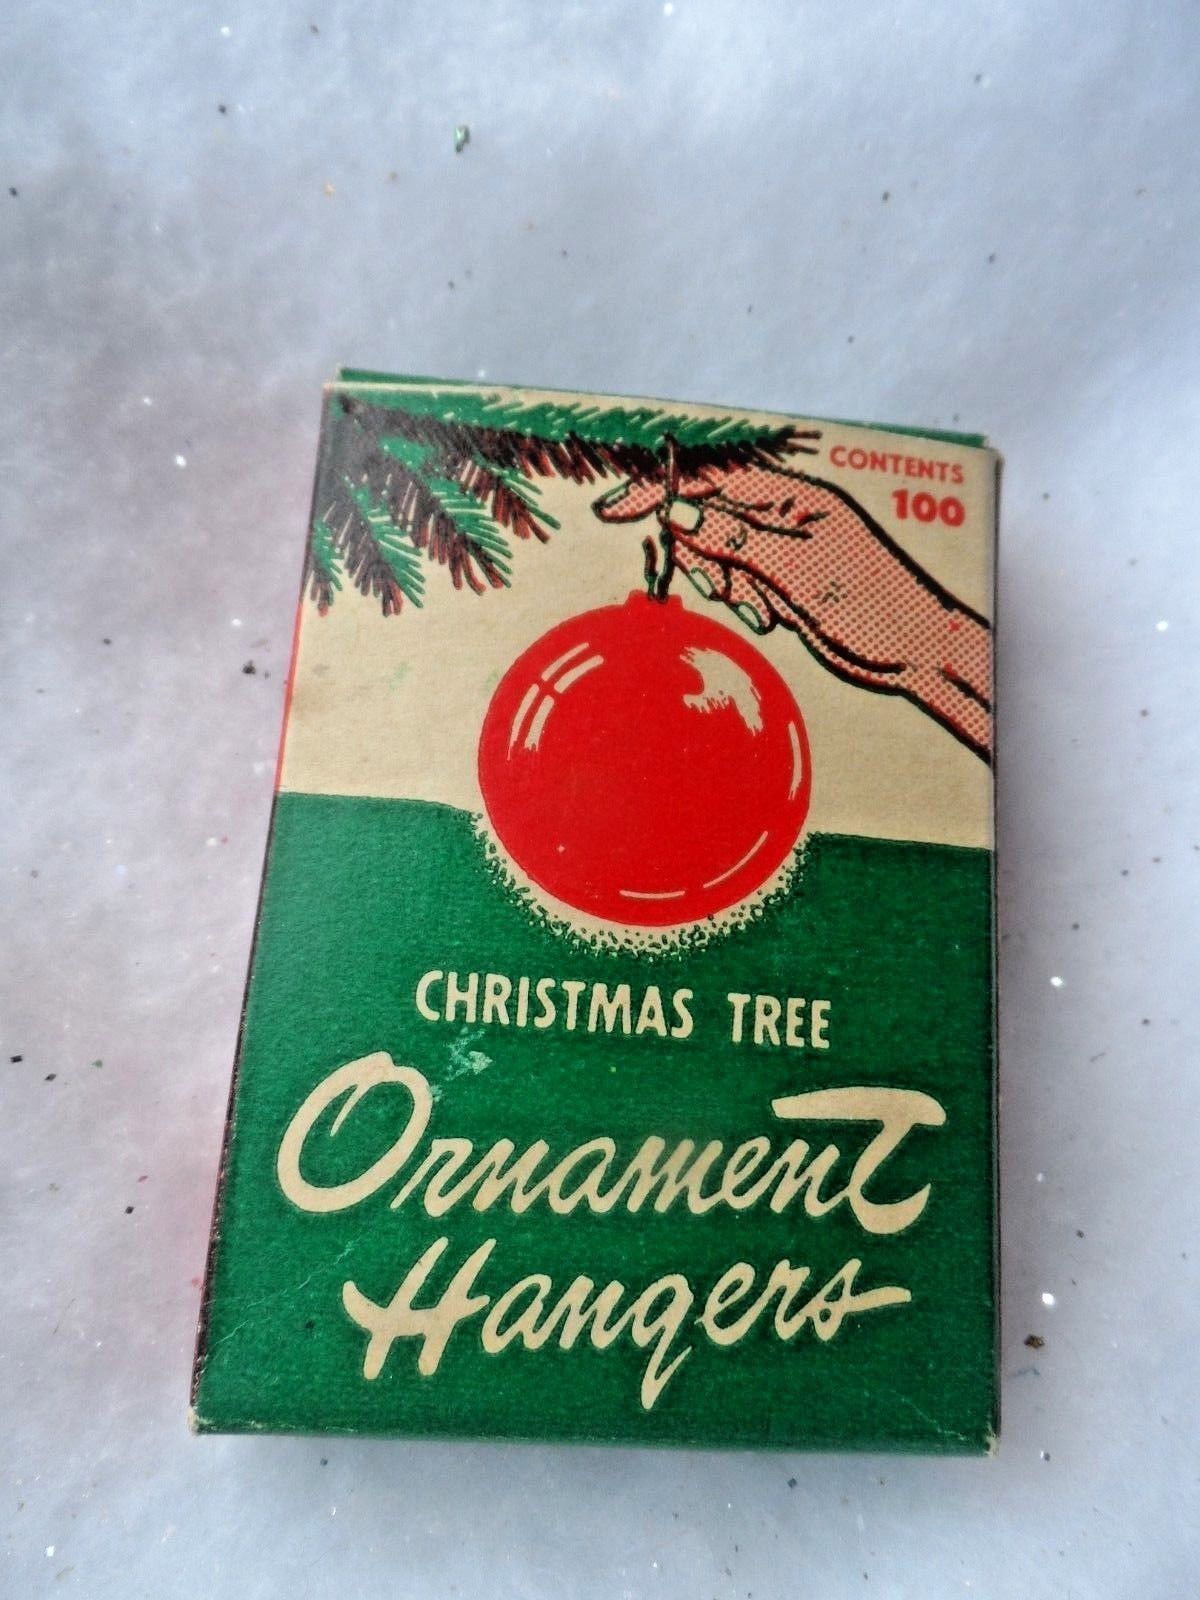 CONTENTS
100
CHRISTMAS TREE
Ornament
Hangers